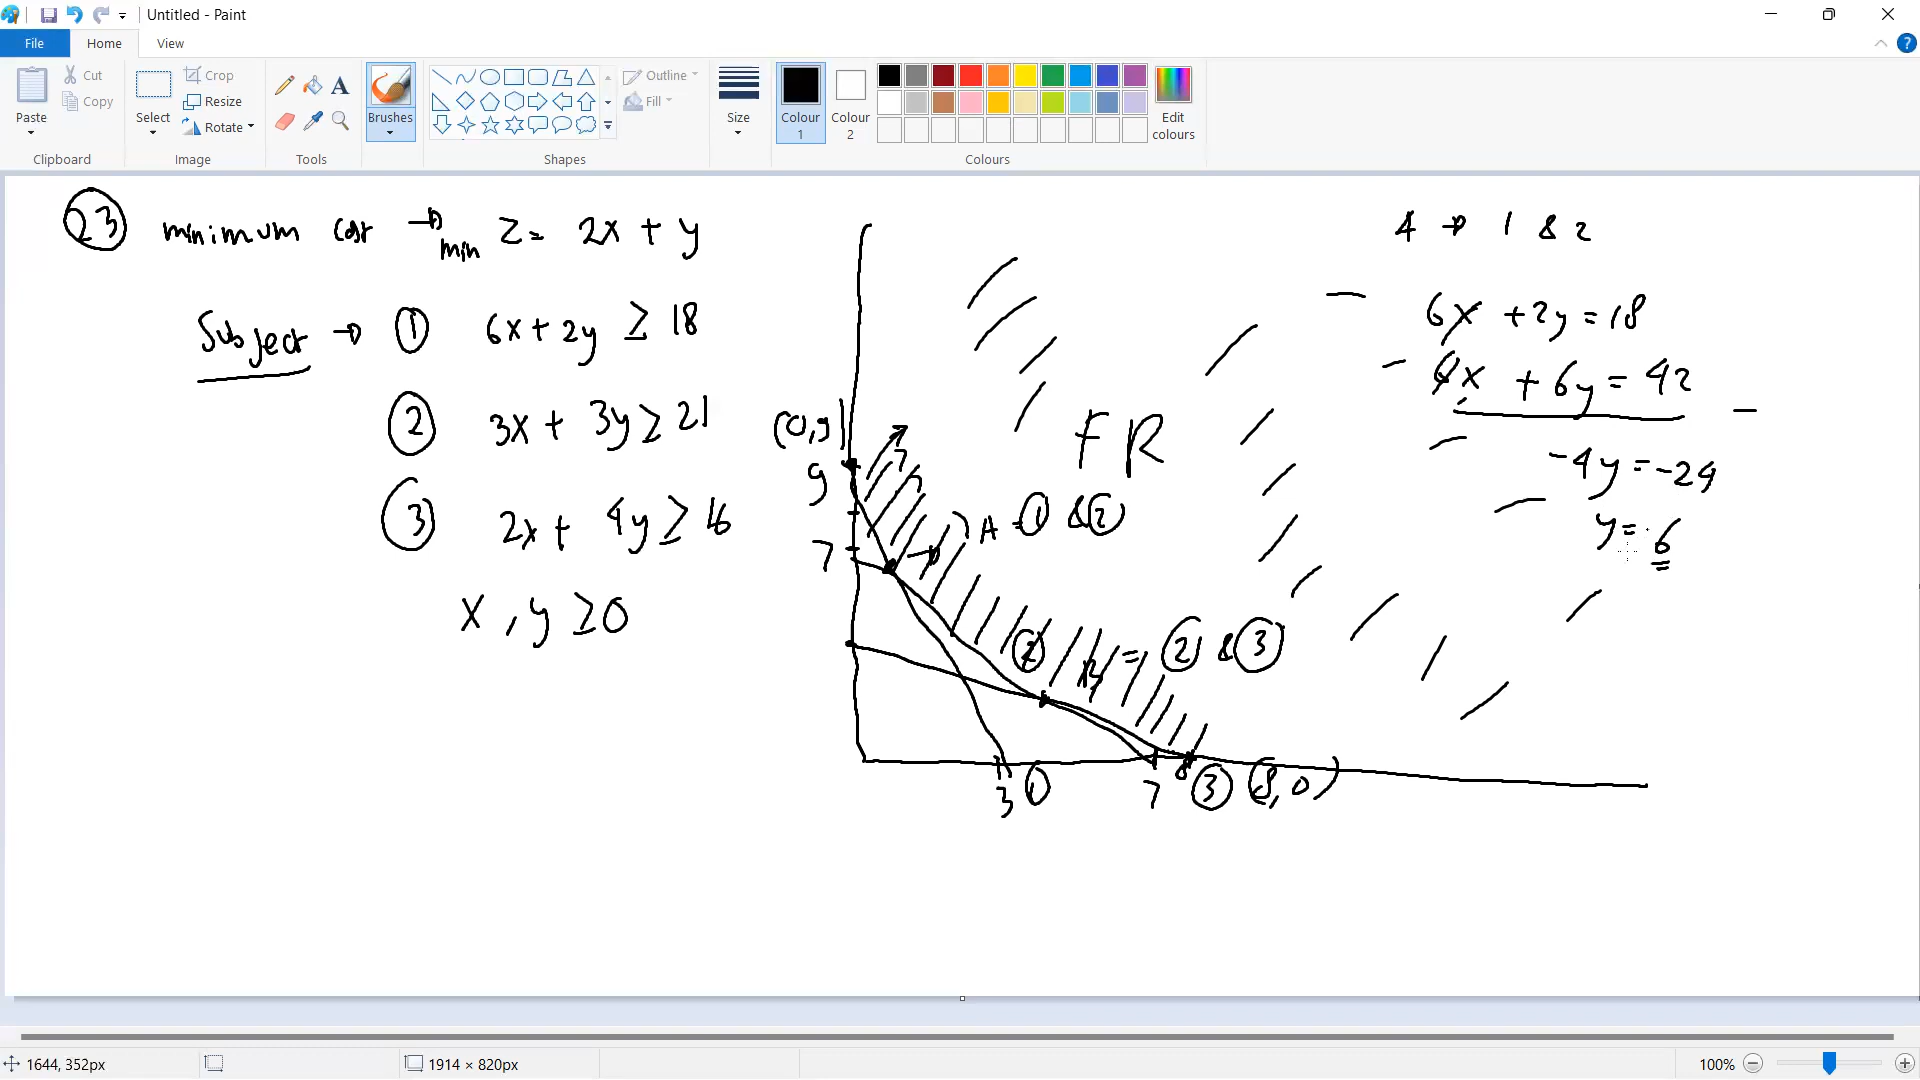 Untitled - Paint
File
Home
View
Paste
Cut
Copy
Clipboard
Select
Crop
Resize
Rotate
Image
Tools
Brushes
Outline
Fill
Shapes
Size
Colour 1
Colour 2
Edit colours
Colours
23 minimum cost → min Z = 2x + y
Subject → 1 6x + 2y ≥ 18
2 3x + 3y ≥ 21
3 2x + 4y ≥ 16
x, y ≥ 0
(0,9)
9
7
FR
A = 1 & 2
2 = 2 & 3
3 1
7
8
3 (8,0)
A → 1 & 2
6x + 2y = 18
6x + 6y = 42
-4y = -24
y = 6
1644, 352px
1914 × 820px
100%